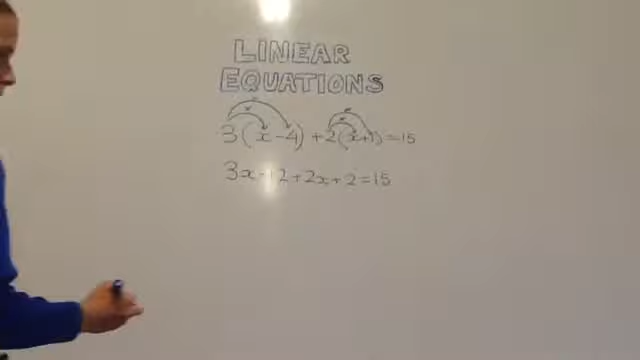 LINEAR
EQUATIONS
3(x-4)+2(x+1)=15
3x-12+2x+2=15